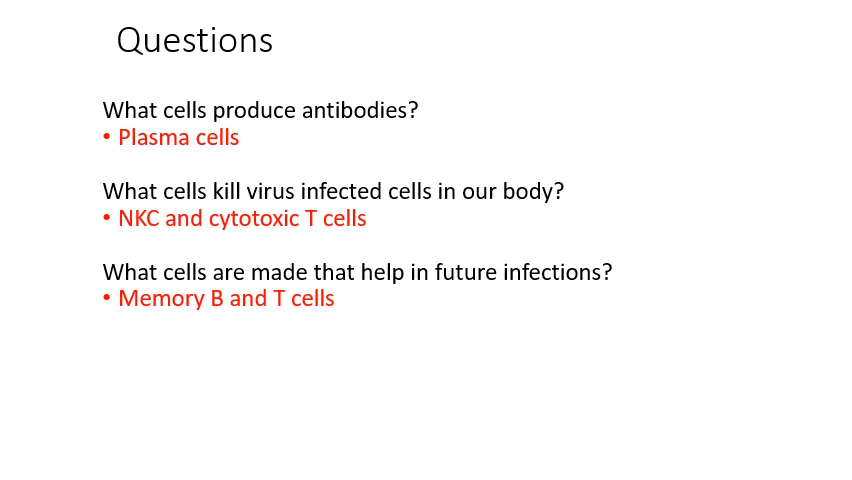 Questions
What cells produce antibodies?
• Plasma cells
What cells kill virus infected cells in our body?
• NKC and cytotoxic T cells
What cells are made that help in future infections?
• Memory B and T cells